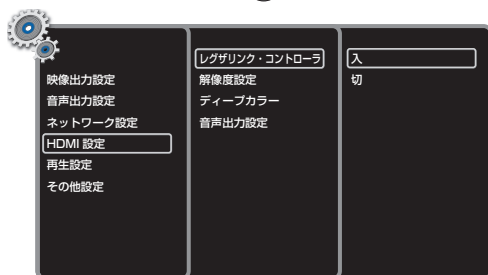 映像出力設定
音声出力設定
ネットワーク設定
HDMI 設定
再生設定
その他設定
レグザリンク・コントローラ
解像度設定
ディープカラー
音声出力設定
入
切